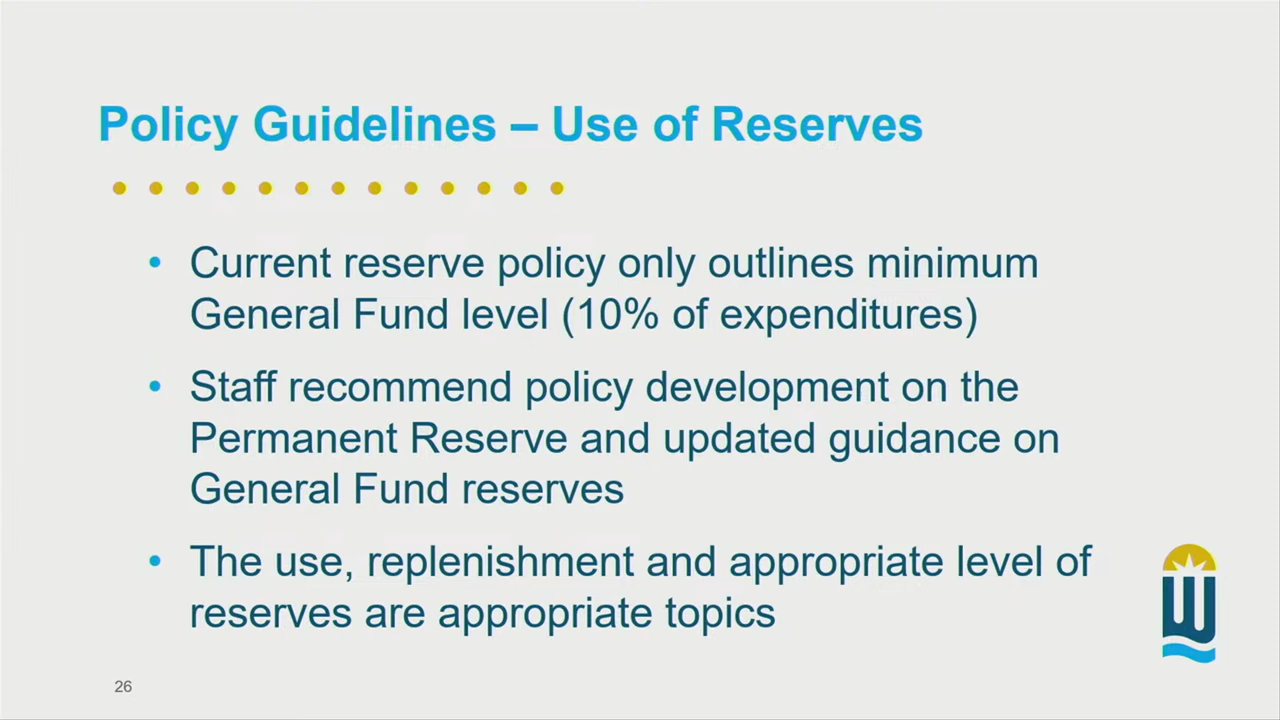 Policy Guidelines – Use of Reserves
• Current reserve policy only outlines minimum
General Fund level (10% of expenditures)
• Staff recommend policy development on the
Permanent Reserve and updated guidance on
General Fund reserves
• The use, replenishment and appropriate level of
reserves are appropriate topics
W
26